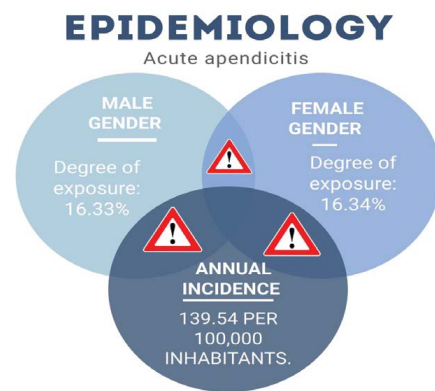 EPIDEMIOLOGY
Acute apendicitis
MALE
GENDER
Degree of
exposure:
16.33%
FEMALE
GENDER
Degree of
exposure:
16.34%
!
!
!
ANNUAL
INCIDENCE
139.54 PER
100,000
INHABITANTS.